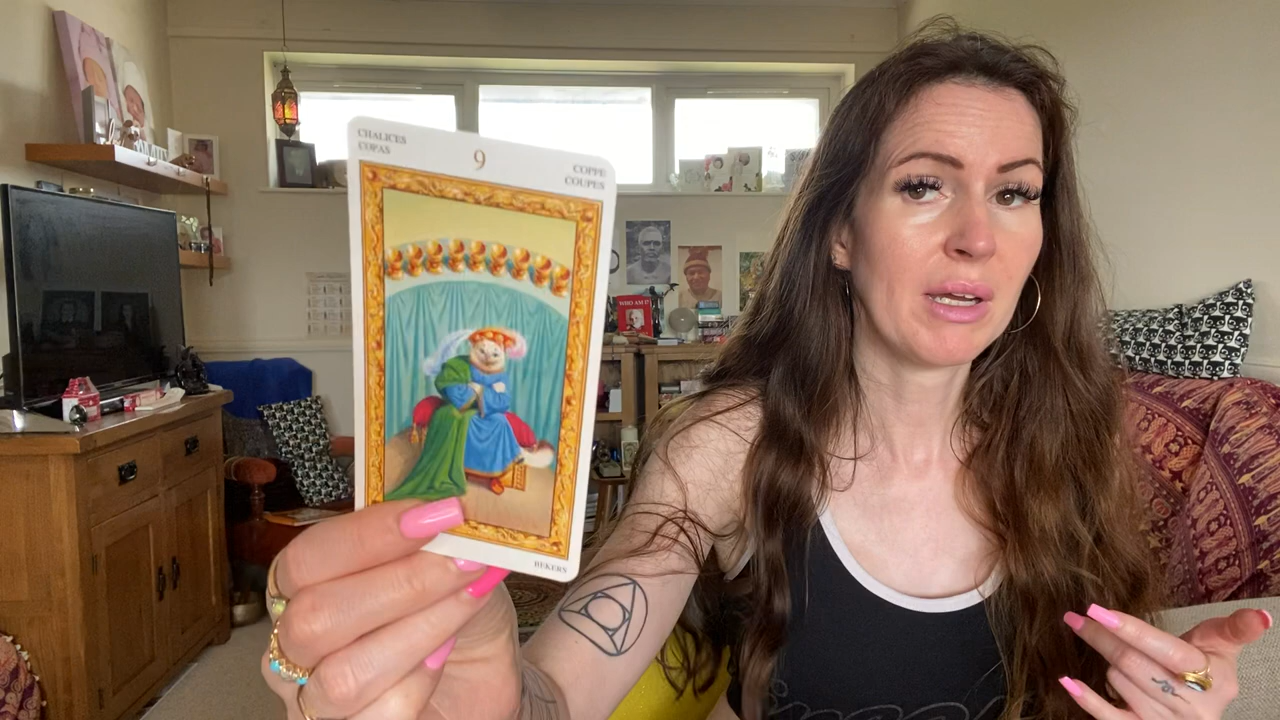 CHALICES
COPAS
9
COPPE
COUPES
BEKERS
WHO AM I?